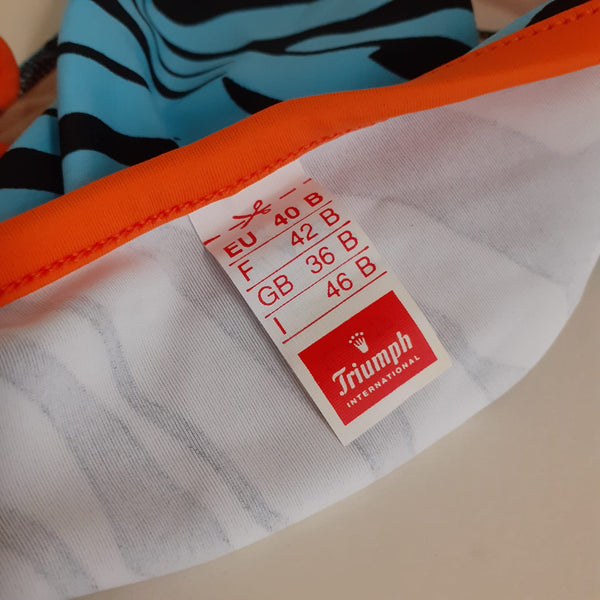 EU 40 B
F 42 B
GB 36 B
I 46 B
Triumph
INTERNATIONAL